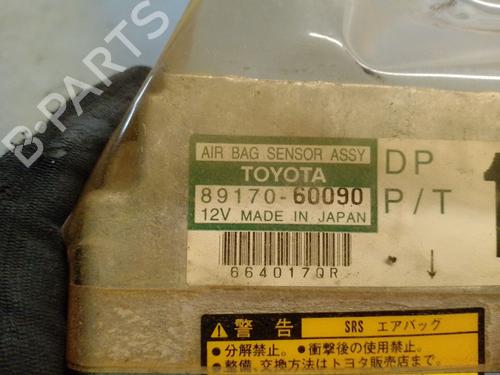 B-PARTS
AIR BAG SENSOR ASSY
DP
TOYOTA
89170-60090
P/T
12V MADE IN JAPAN
664017QR
↓
警告
SRS エアバッグ
●分解禁止。 ●衝撃後の使用禁止。
●整備、交換方法はトヨタ販売店まで。